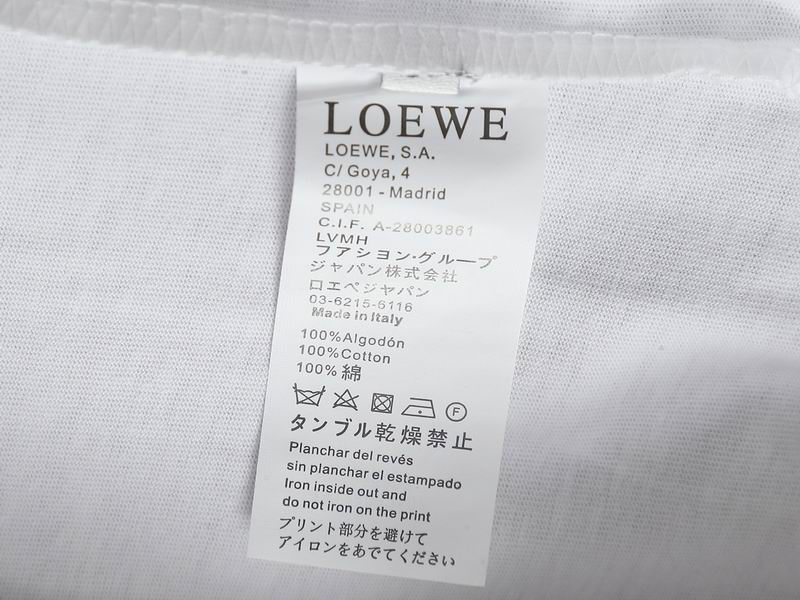 LOEWE
LOEWE, S.A.
C/ Goya, 4
28001 - Madrid
SPAIN
C.I.F. A-28003861
LVMH
フアション·グループ
ジャパン株式会社
口エペジャパン
03-6215-6116
Made in Italy
100%Algodón
100%Cotton
100% 綿
F
タンブル乾燥禁止
Planchar del revés
sin planchar el estampado
Iron inside out and
do not iron on the print
プリント部分を避けて
アイロンをあでてください